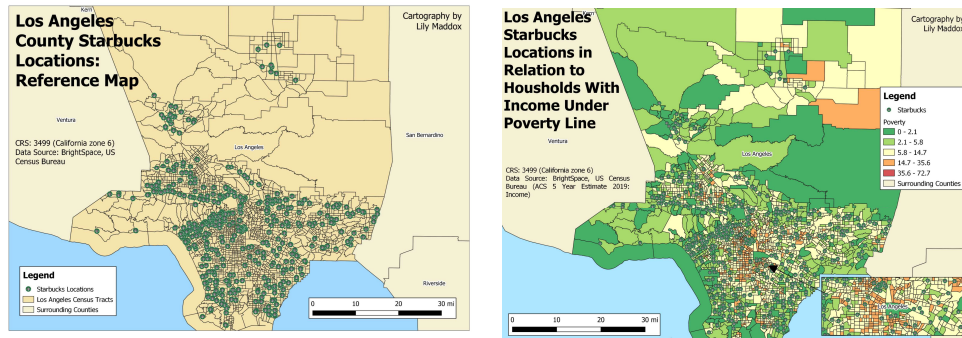 Los Angeles
County Starbucks
Locations:
Reference Map
Kern
Cartography by
Lily Maddox
Ventura
San Bernardino
CRS: 3499 (California zone 6)
Data Source: BrightSpace, US
Census Bureau
Los Angeles
Riverside
Legend
Starbucks Locations
Los Angeles Census Tracts
Surrounding Counties
0 10 20 30 mi
Los Angeles
Starbucks
Locations in
Relation to
Housholds With
Income Under
Poverty Line
Kern
Cartography by
Lily Maddox
Ventura
Legend
Starbucks
Poverty
0 - 2.1
2.1 - 5.8
5.8 - 14.7
14.7 - 35.6
35.6 - 72.7
Surrounding Counties
Los Angeles
CRS: 3499 (California zone 6)
Data Source: BrightSpace, US Census
Bureau (ACS 5 Year Estimate 2019:
Income)
Los Angeles
0 10 20 30 mi